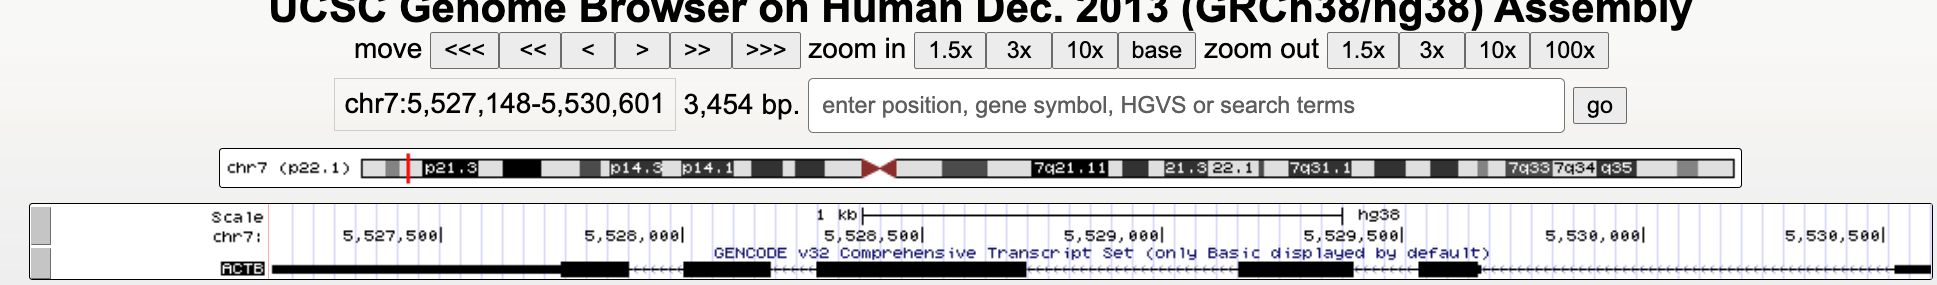 UCSC Genome Browser on Human Dec. 2013 (GRCh38/hg38) Assembly
move <<< << < > >> >>> zoom in 1.5x 3x 10x base zoom out 1.5x 3x 10x 100x
chr7:5,527,148-5,530,601 3,454 bp. enter position, gene symbol, HGVS or search terms go
chr7 (p22.1) p21.3 p14.3 p14.1 7q21.11 21.3 22.1 7q31.1 7q33 7q34 q35
Scale 1 kb hg38
chr7: 5,527,500 5,528,000 5,528,500 5,529,000 5,529,500 5,530,000 5,530,500
GENCODE v32 Comprehensive Transcript Set (only Basic displayed by default)
ACTB